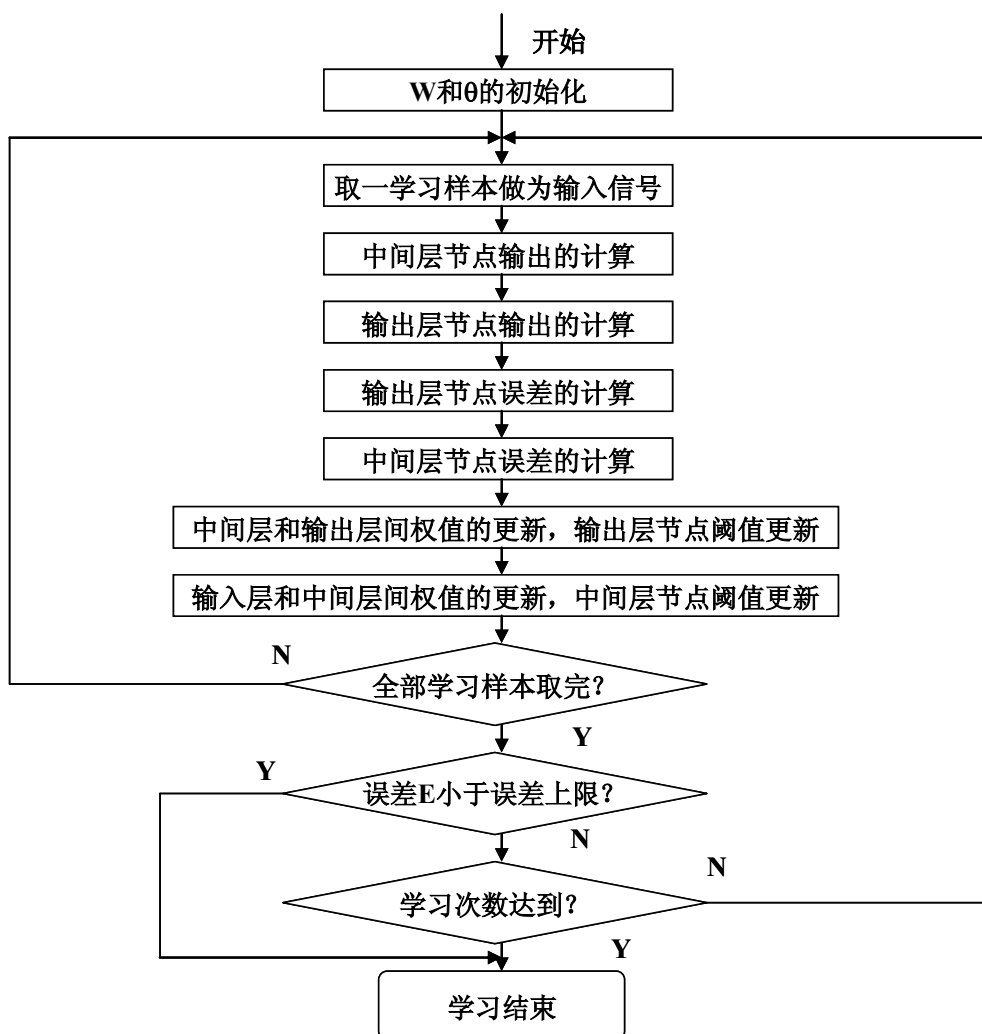 开始
W和θ的初始化
取一学习样本做为输入信号
中间层节点输出的计算
输出层节点输出的计算
输出层节点误差的计算
中间层节点误差的计算
中间层和输出层间权值的更新，输出层节点阈值更新
输入层和中间层间权值的更新，中间层节点阈值更新
N
全部学习样本取完？
Y
Y
误差E小于误差上限？
N
N
学习次数达到？
Y
学习结束